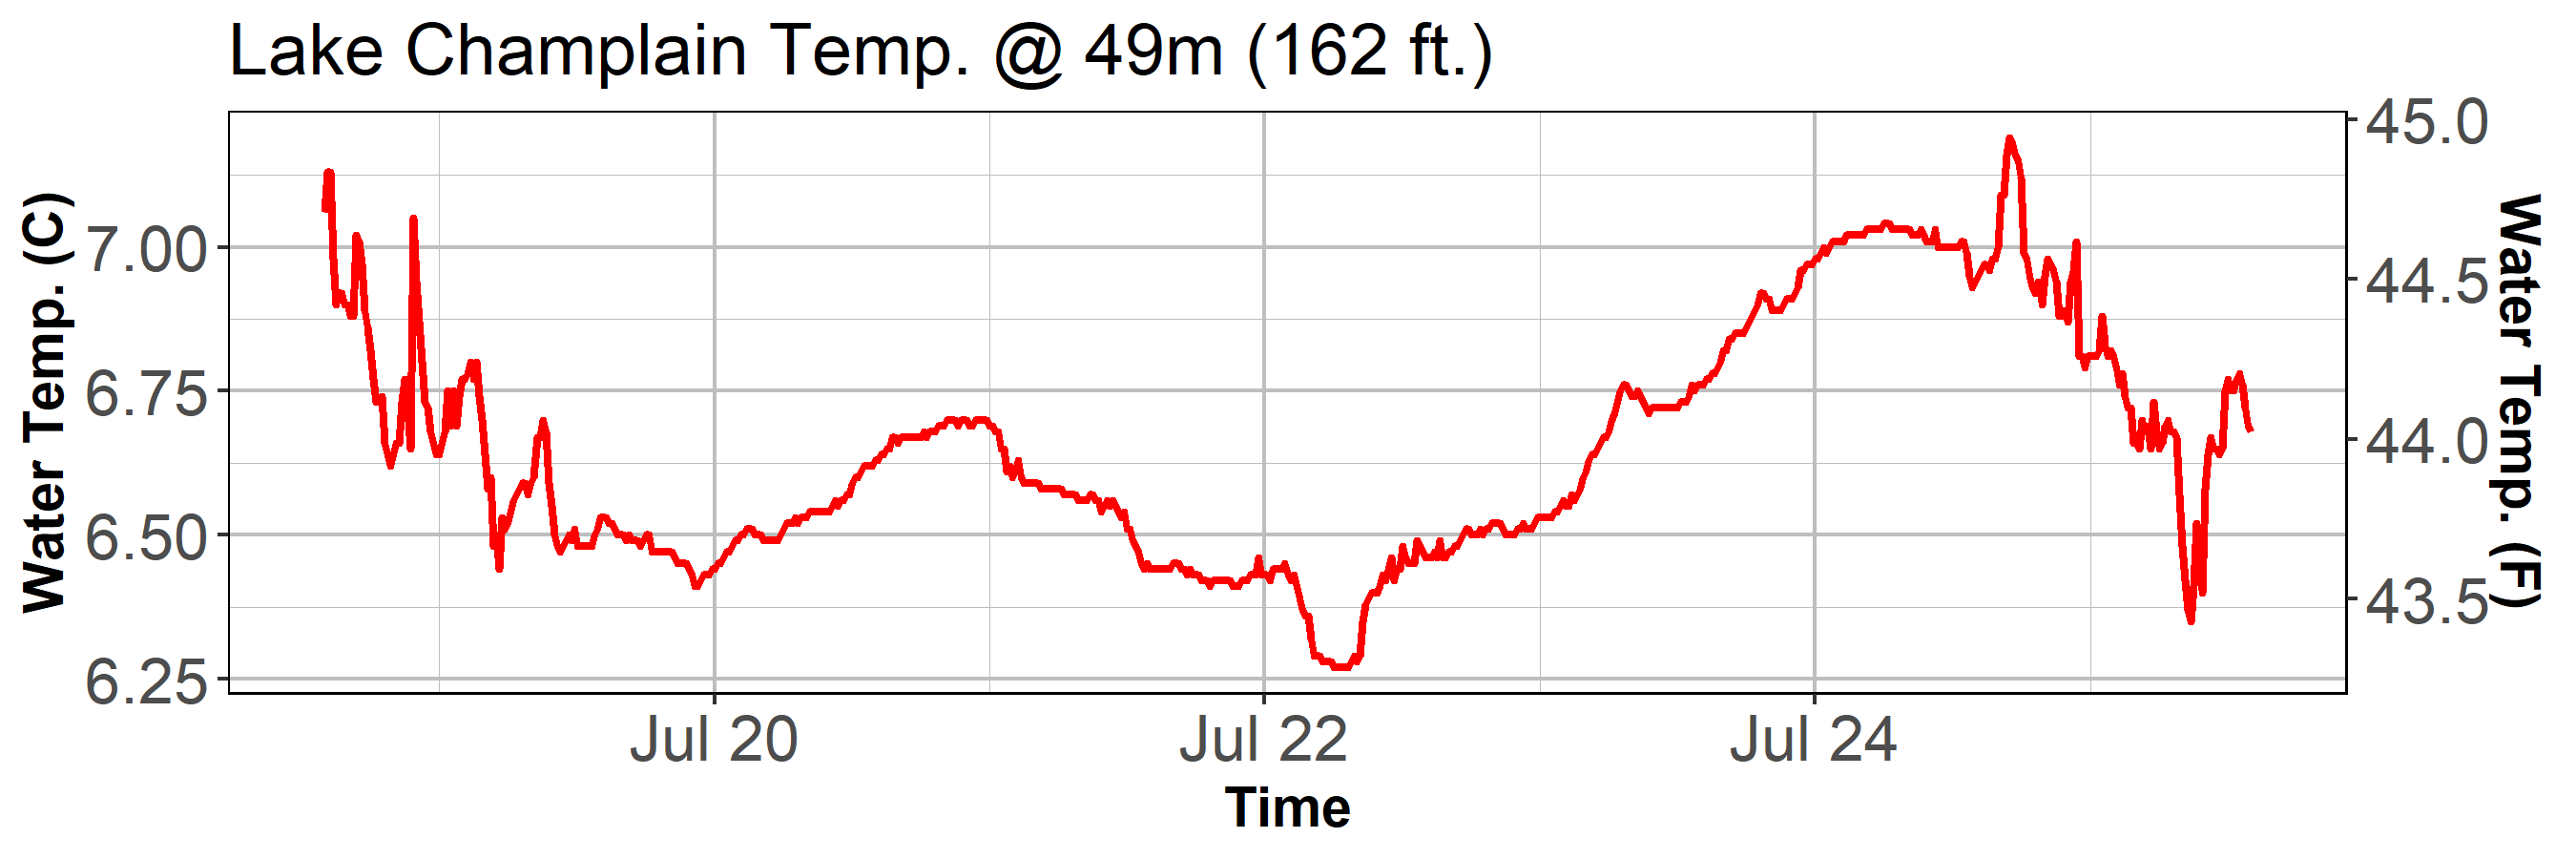 Lake Champlain Temp. @ 49m (162 ft.)
Water Temp. (C)
7.00
6.75
6.50
6.25
45.0
44.5
44.0
43.5
Water Temp. (F)
Jul 20 Jul 22 Jul 24
Time